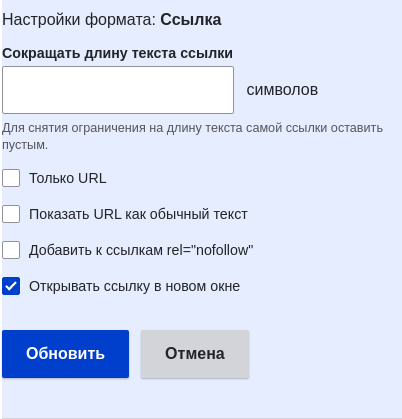 Настройки формата: Ссылка
Сокращать длину текста ссылки
символов
Для снятия ограничения на длину текста самой ссылки оставить
пустым.
Только URL
Показать URL как обычный текст
Добавить к ссылкам rel="nofollow"
Открывать ссылку в новом окне
Обновить
Отмена